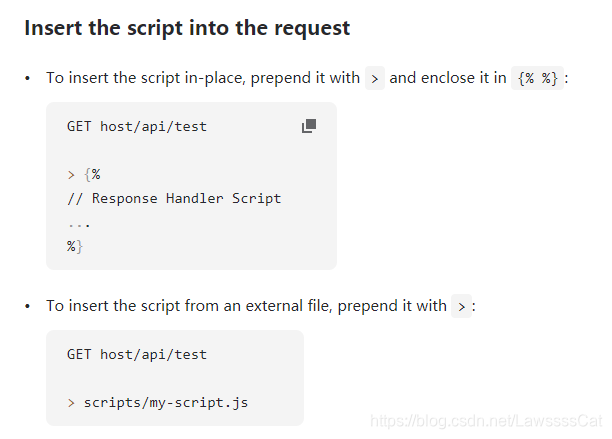 Insert the script into the request
• To insert the script in-place, prepend it with > and enclose it in {% %} :
GET host/api/test
> {%
// Response Handler Script
...
%}
• To insert the script from an external file, prepend it with > :
GET host/api/test
> scripts/my-script.js
https://blog.csdn.net/LawssssCat